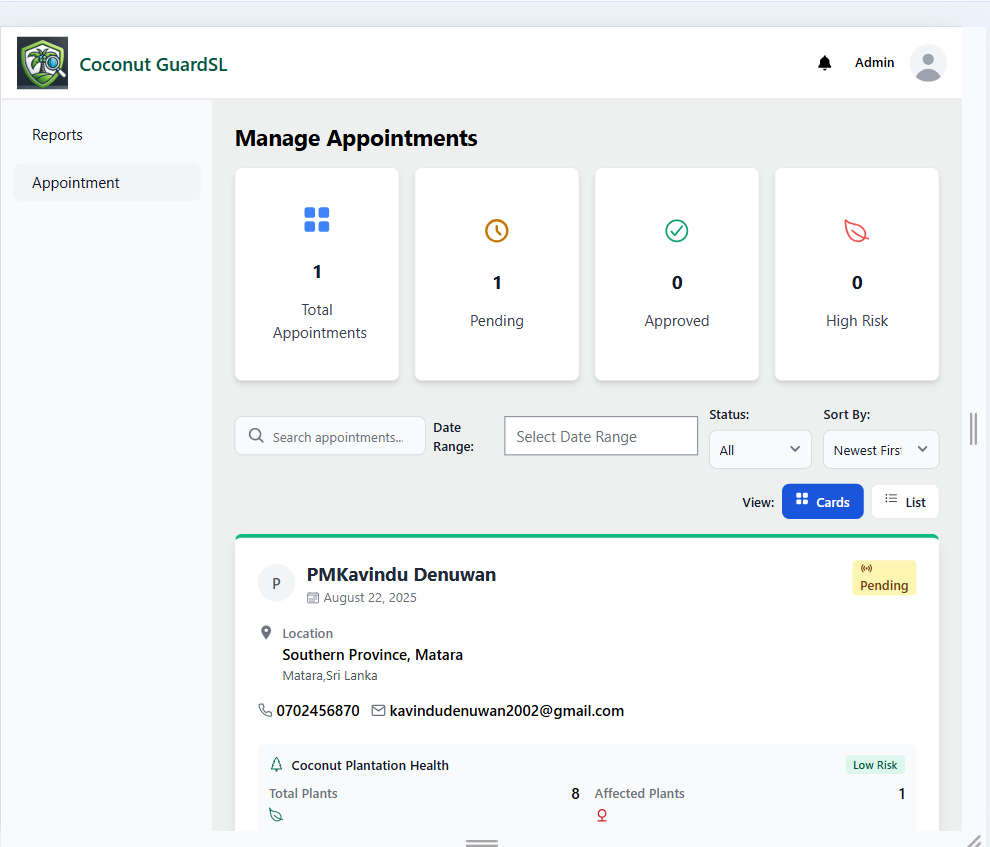 Coconut GuardSL
Admin
Reports
Appointment
Manage Appointments
1
Total
Appointments
1
Pending
0
Approved
0
High Risk
Search appointments...
Date
Range:
Select Date Range
Status:
All
Sort By:
Newest First
View:
Cards
List
P
PMKavindu Denuwan
August 22, 2025
Pending
Location
Southern Province, Matara
Matara,Sri Lanka
0702456870 kavindudenuwan2002@gmail.com
Coconut Plantation Health
Low Risk
Total Plants 8 Affected Plants 1